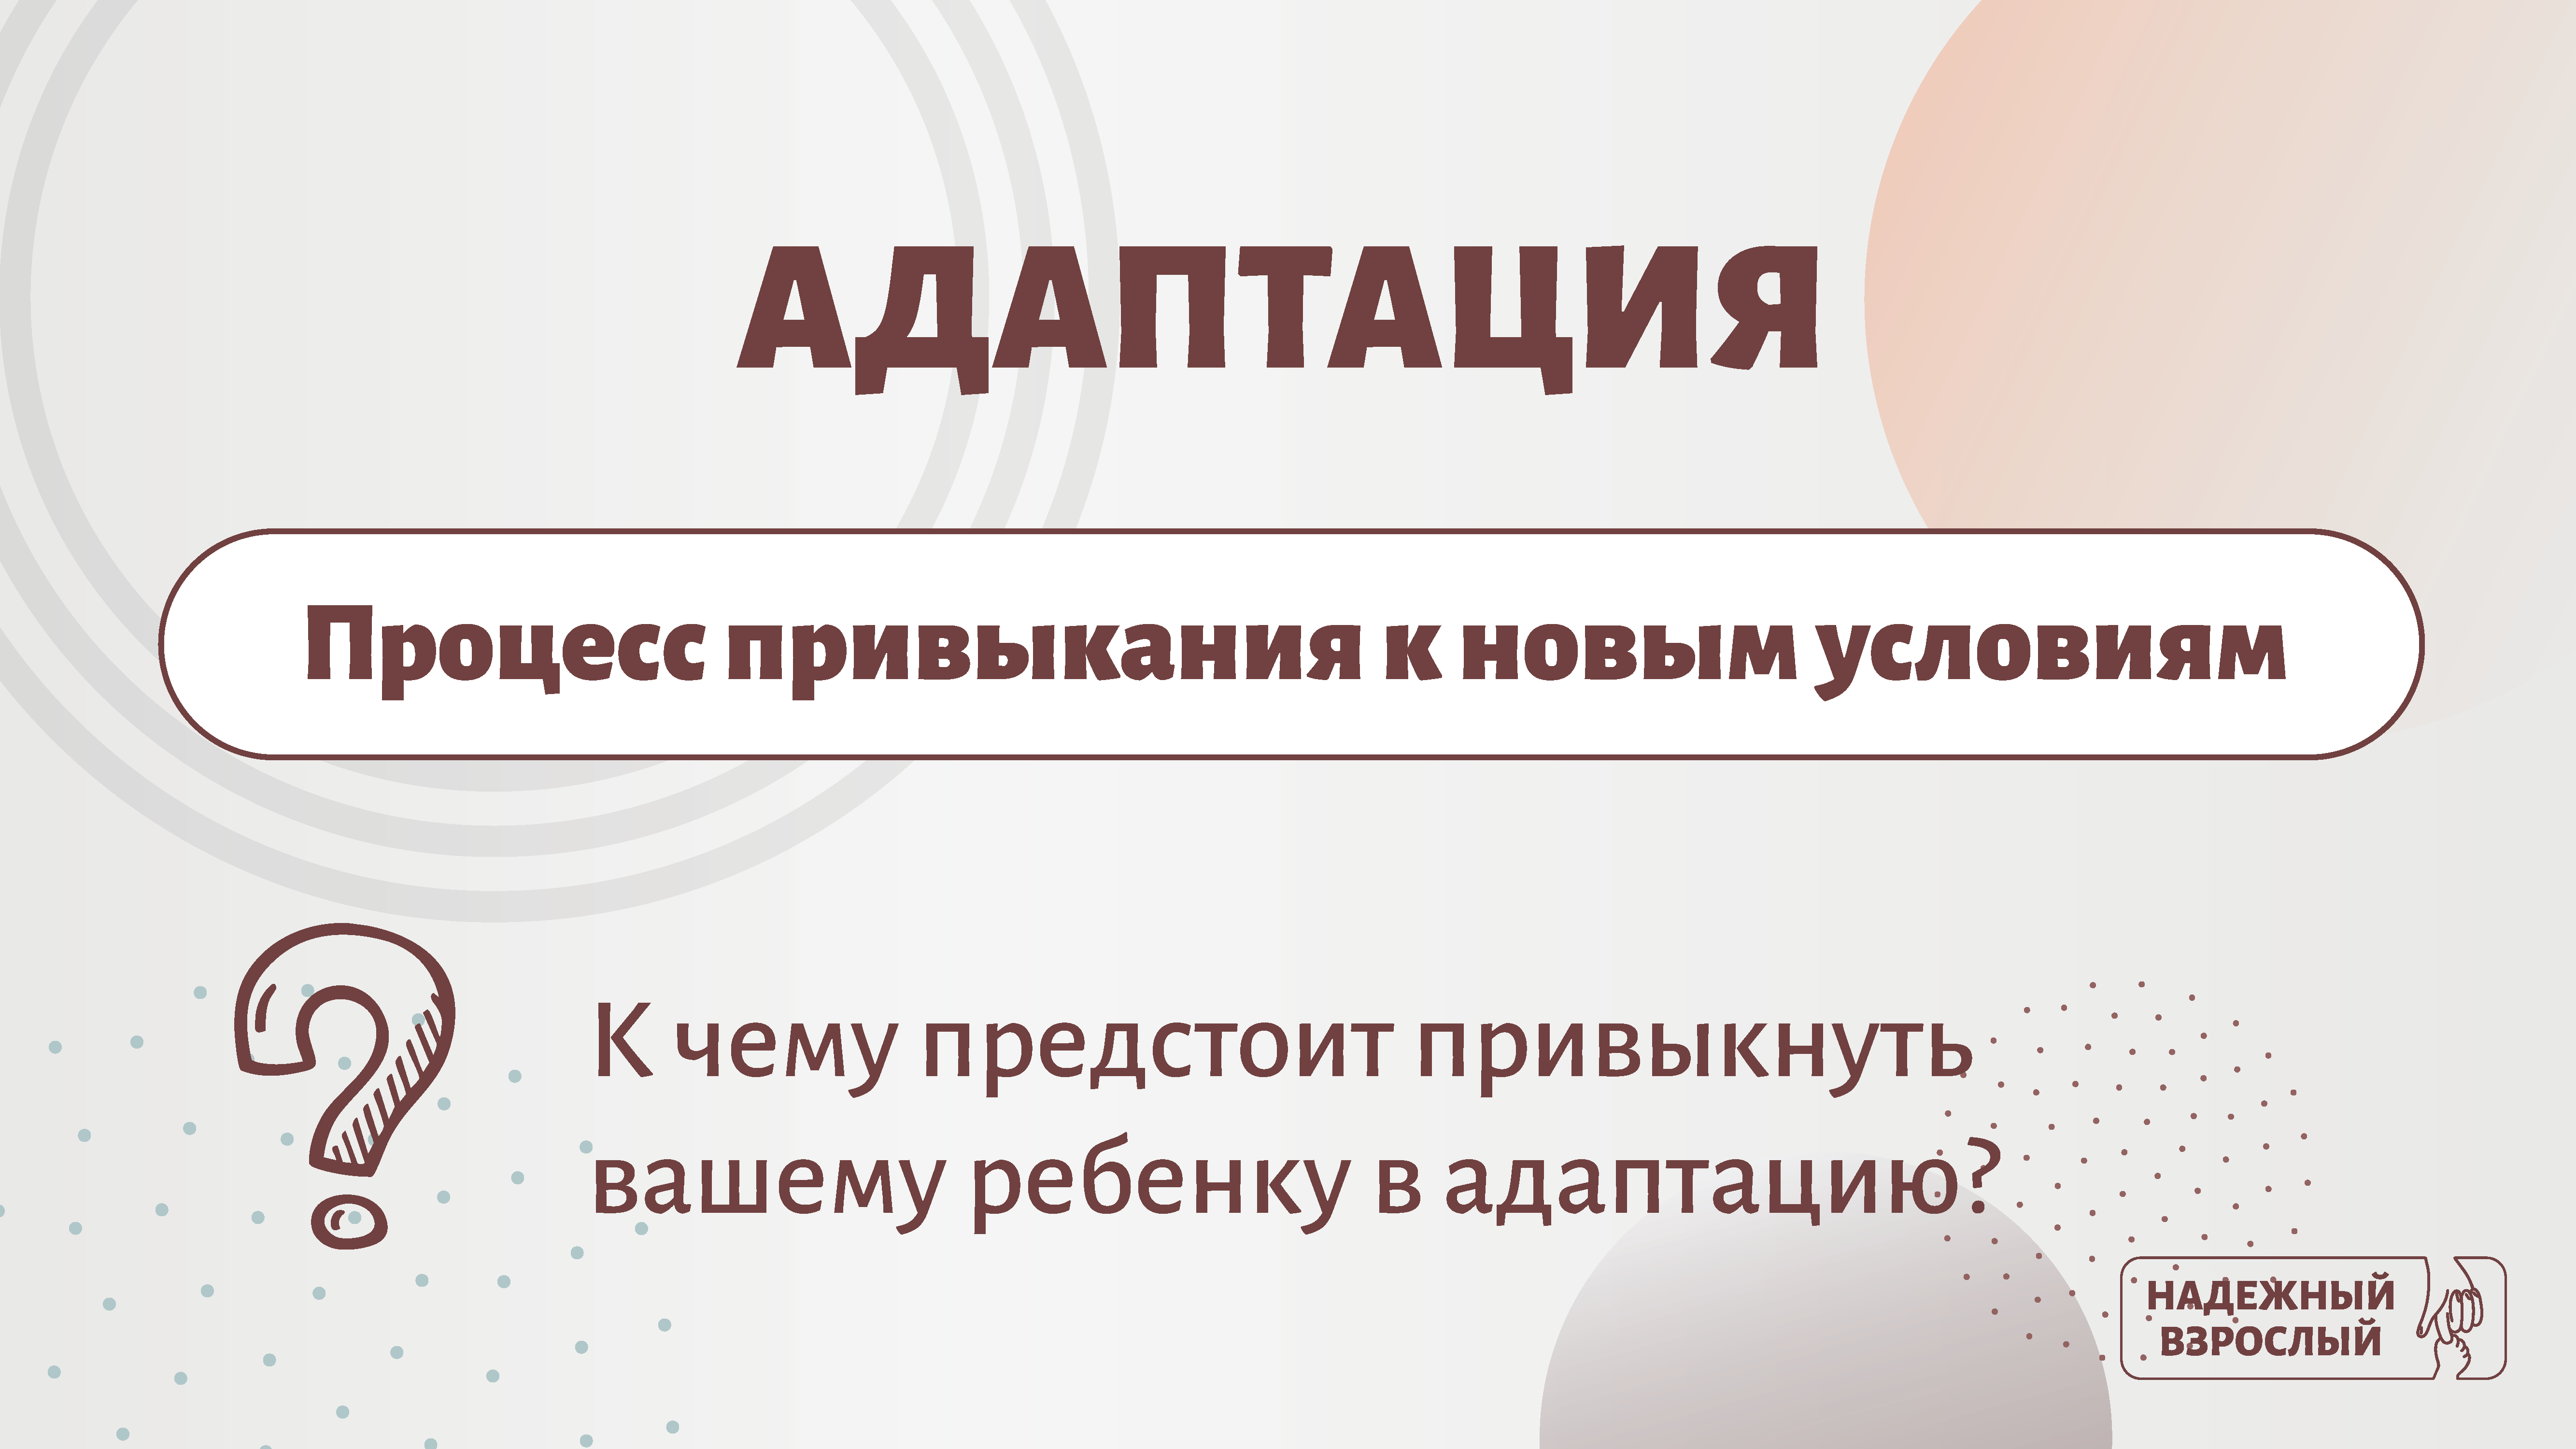 АДАПТАЦИЯ
Процесс привыкания к новым условиям
К чему предстоит привыкнуть
вашему ребенку в адаптацию?
НАДЕЖНЫЙ
ВЗРОСЛЫЙ